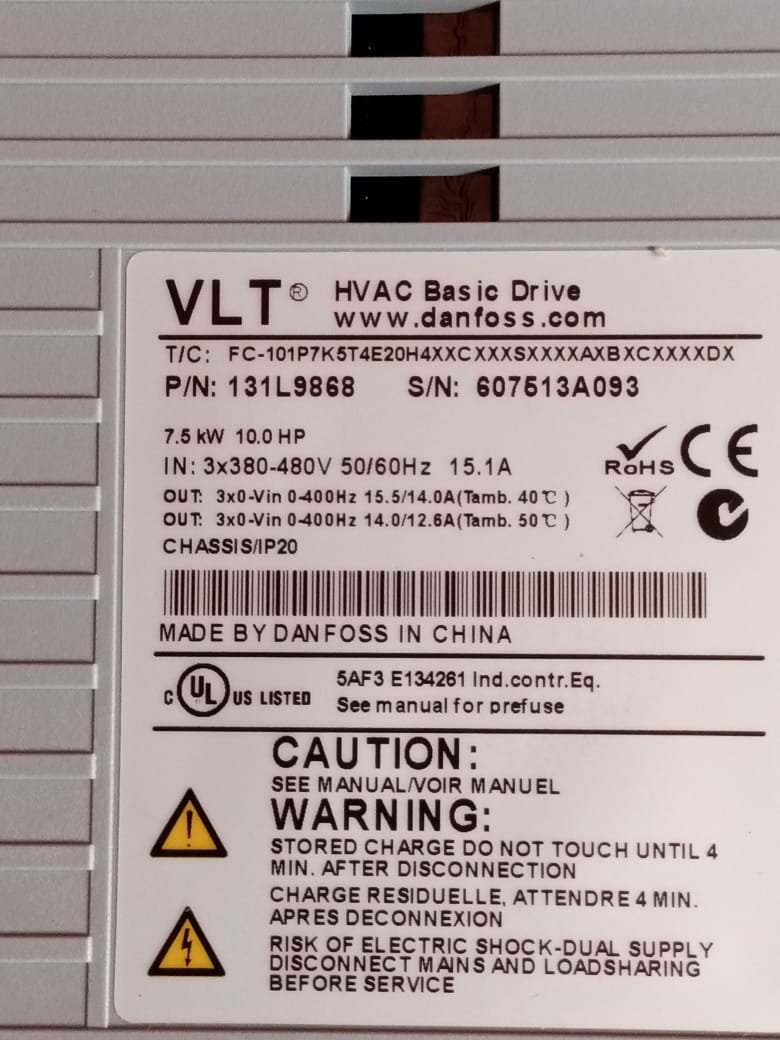 VLT® HVAC Basic Drive
www.danfoss.com
T/C: FC-101P7K5T4E20H4XXCXXXSXXXXAXBXCXXXXDX
P/N: 131L9868 S/N: 607513A093
7.5 kW 10.0 HP
IN: 3x380-480V 50/60Hz 15.1A
OUT: 3x0-Vin 0-400Hz 15.5/14.0A(Tamb. 40℃ )
OUT: 3x0-Vin 0-400Hz 14.0/12.6A(Tamb. 50℃ )
CHASSIS/IP20
RoHS CE
MADE BY DANFOSS IN CHINA
C UL US LISTED
5AF3 E134261 Ind.contr.Eq.
See manual for prefuse
CAUTION:
SEE MANUAL/VOIR MANUEL
WARNING:
STORED CHARGE DO NOT TOUCH UNTIL 4
MIN. AFTER DISCONNECTION
CHARGE RESIDUELLE, ATTENDRE 4 MIN.
APRES DECONNEXION
RISK OF ELECTRIC SHOCK-DUAL SUPPLY
DISCONNECT MAINS AND LOADSHARING
BEFORE SERVICE